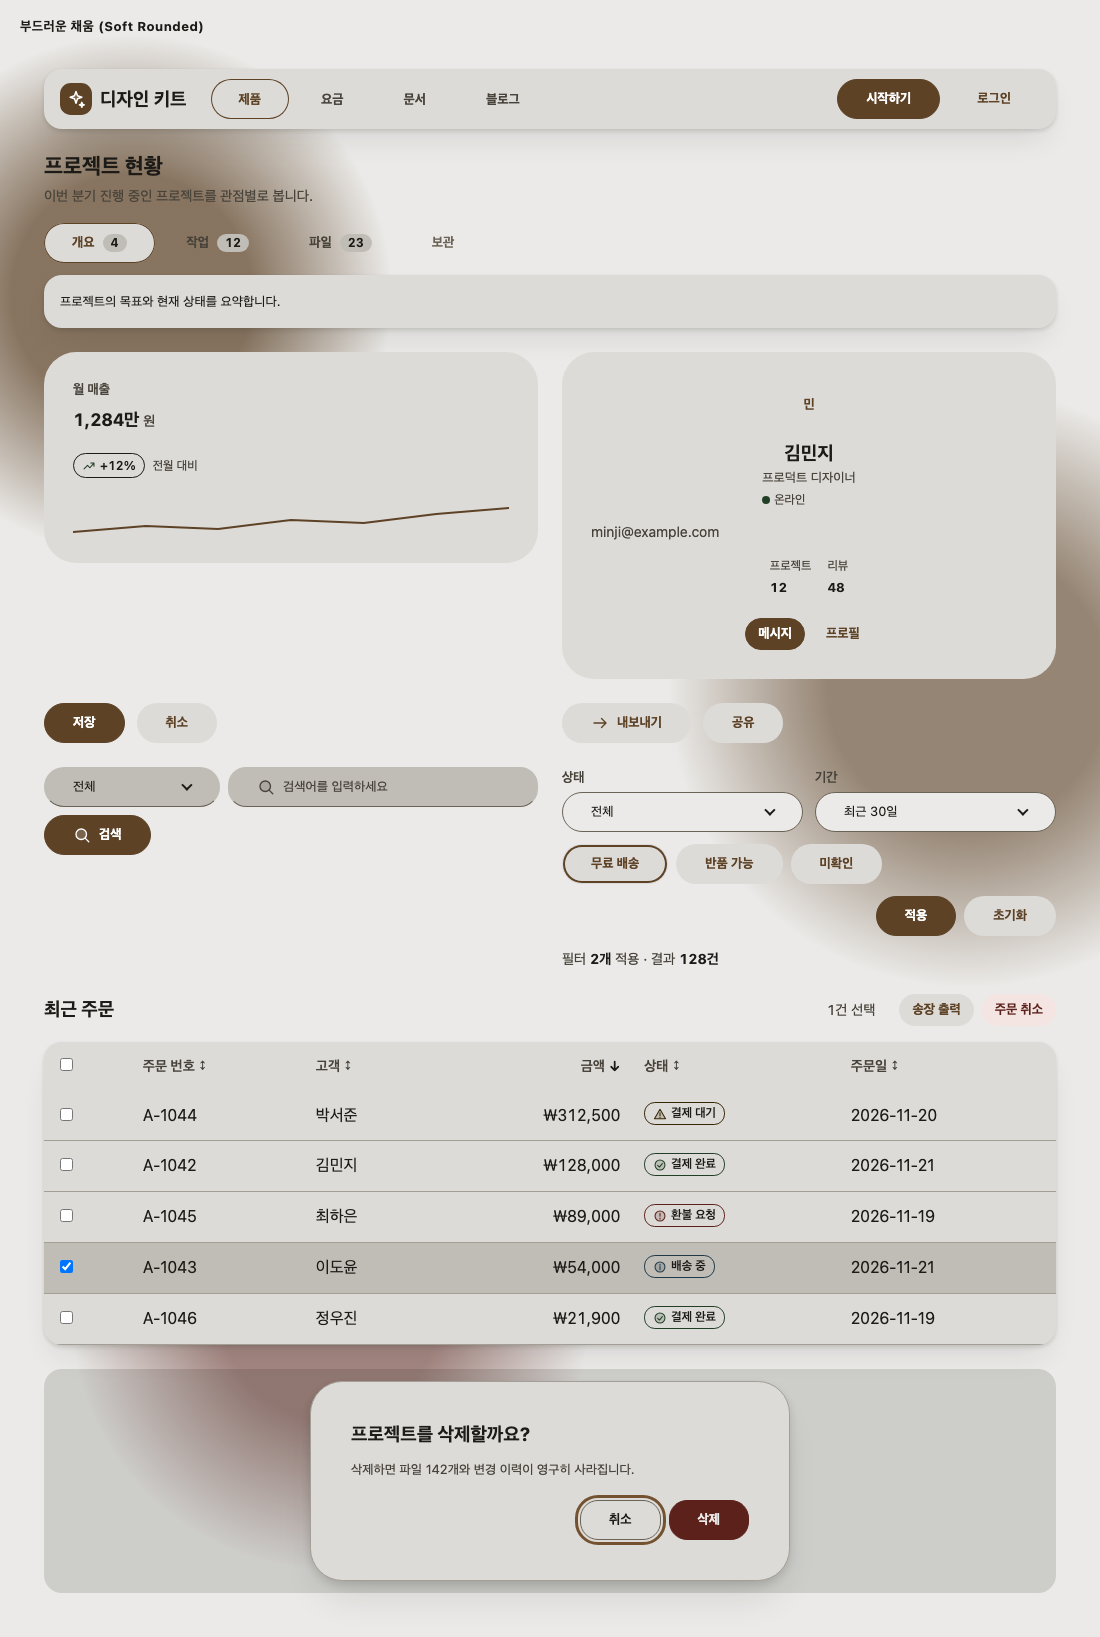 부드러운 채움 (Soft Rounded)
디자인 키트 제품 요금 문서 블로그 시작하기 로그인
프로젝트 현황
이번 분기 진행 중인 프로젝트를 관점별로 봅니다.
개요 4 작업 12 파일 23 보관
프로젝트의 목표와 현재 상태를 요약합니다.
월 매출
1,284만 원
+12% 전월 대비
민
김민지
프로덕트 디자이너
온라인
minji@example.com
프로젝트 리뷰
12 48
메시지 프로필
저장 취소
내보내기 공유
전체 검색어를 입력하세요
검색
상태 기간
전체 최근 30일
무료 배송 반품 가능 미확인
적용 초기화
필터 2개 적용 · 결과 128건
최근 주문 1건 선택 송장 출력 주문 취소
주문 번호 ↕ 고객 ↕ 금액 ↓ 상태 ↕ 주문일 ↕
A-1044 박서준 ₩312,500 결제 대기 2026-11-20
A-1042 김민지 ₩128,000 결제 완료 2026-11-21
A-1045 최하은 ₩89,000 환불 요청 2026-11-19
A-1043 이도윤 ₩54,000 배송 중 2026-11-21
A-1046 정우진 ₩21,900 결제 완료 2026-11-19
프로젝트를 삭제할까요?
삭제하면 파일 142개와 변경 이력이 영구히 사라집니다.
취소 삭제